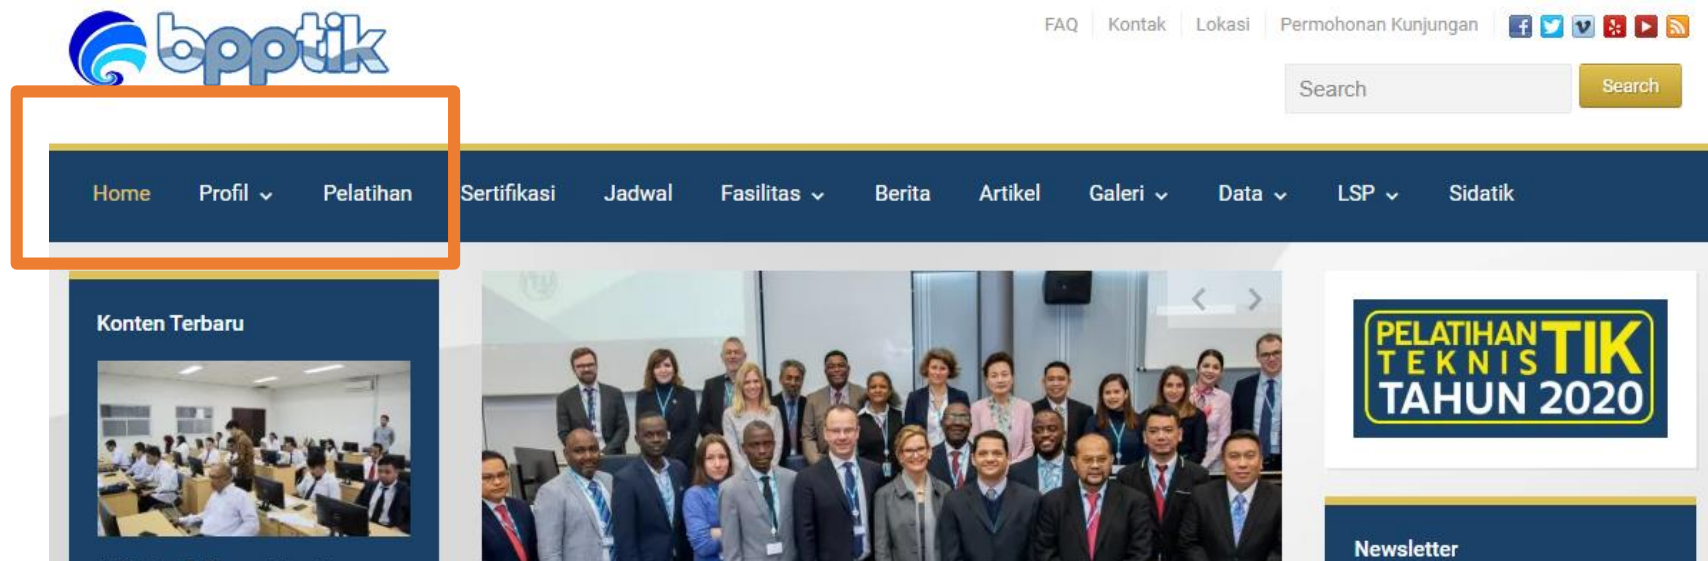 bpptik
FAQ Kontak Lokasi Permohonan Kunjungan
Search Search
Home Profil Pelatihan Sertifikasi Jadwal Fasilitas Berita Artikel Galeri Data LSP Sidatik
Konten Terbaru
PELATIHAN TIK
TEKNIS
TAHUN 2020
Newsletter